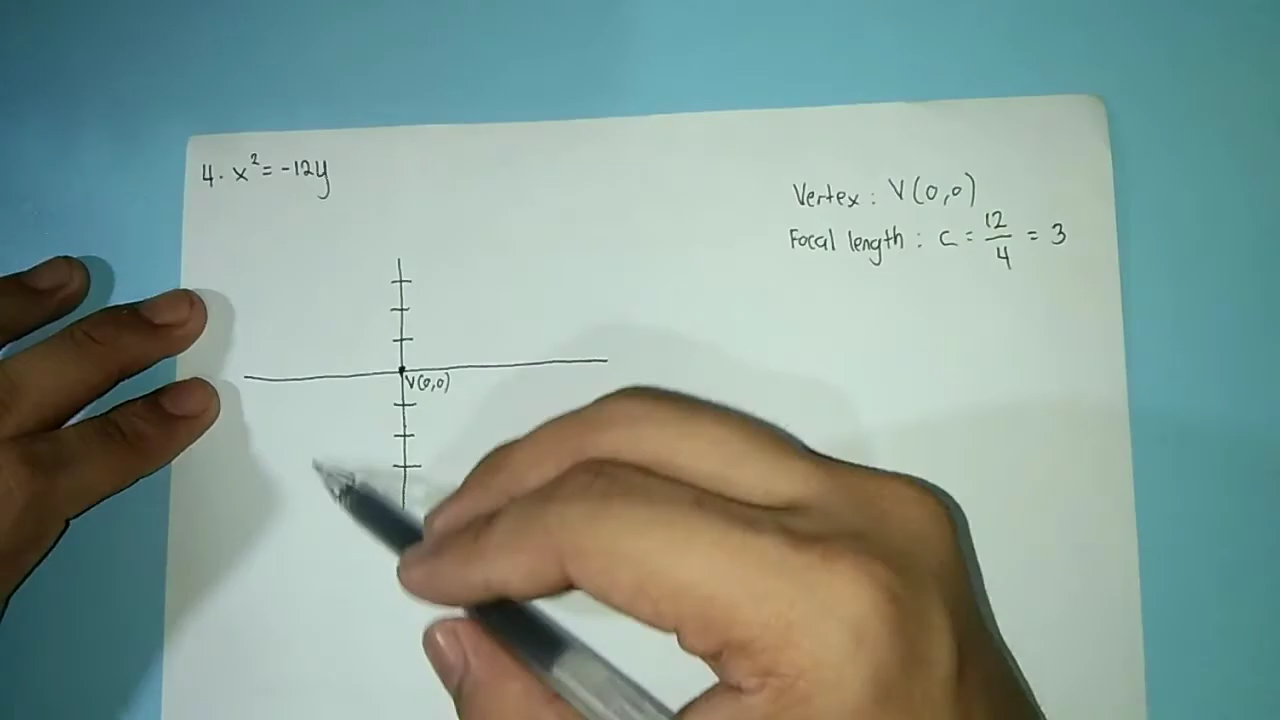 4. x² = -12y
Vertex : V(0,0)
Focal length : c = 12/4 = 3
V(0,0)